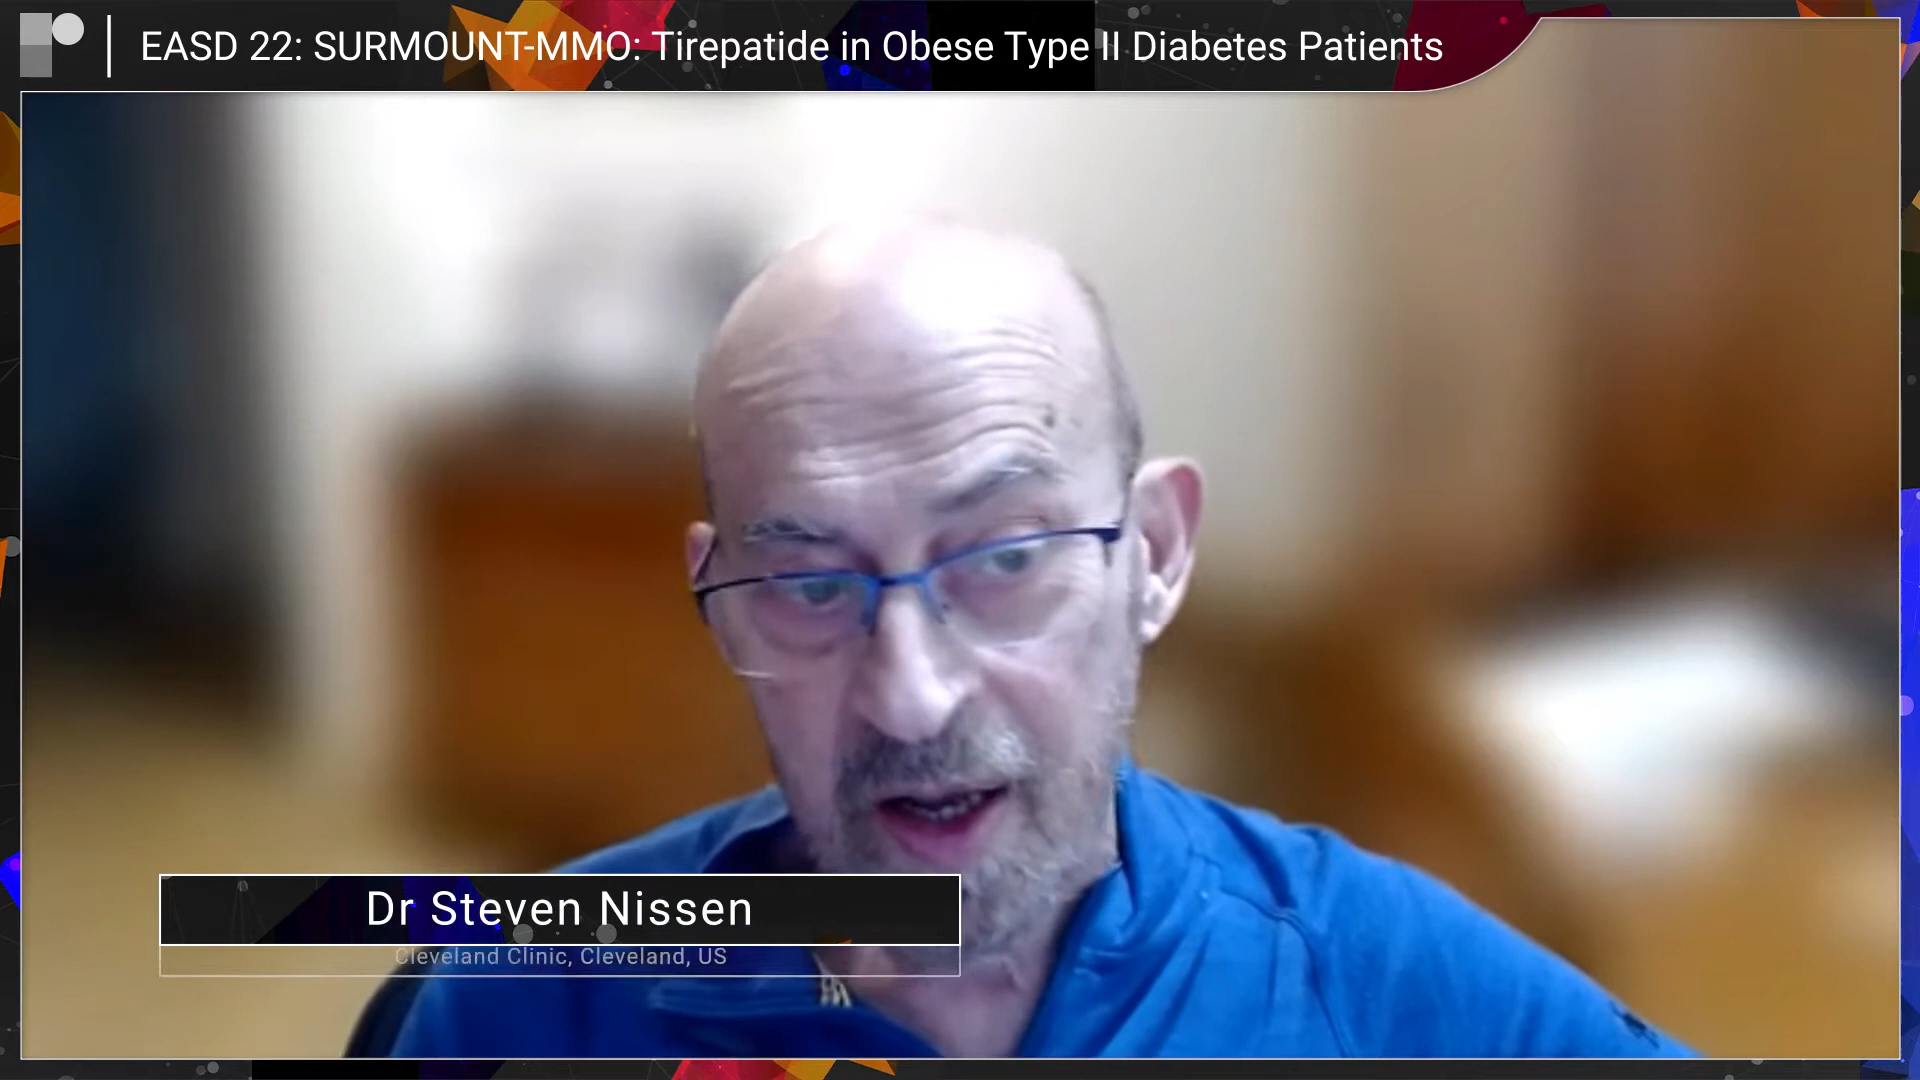 EASD 22: SURMOUNT-MMO: Tirepatide in Obese Type II Diabetes Patients
Dr Steven Nissen
Cleveland Clinic, Cleveland, US